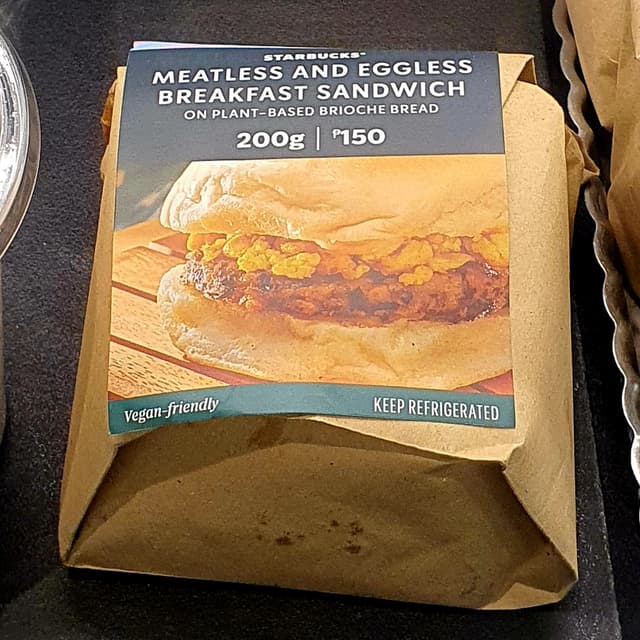 STARBUCKS®
MEATLESS AND EGGLESS
BREAKFAST SANDWICH
ON PLANT-BASED BRIOCHE BREAD
200g | ₱150
Vegan-friendly
KEEP REFRIGERATED